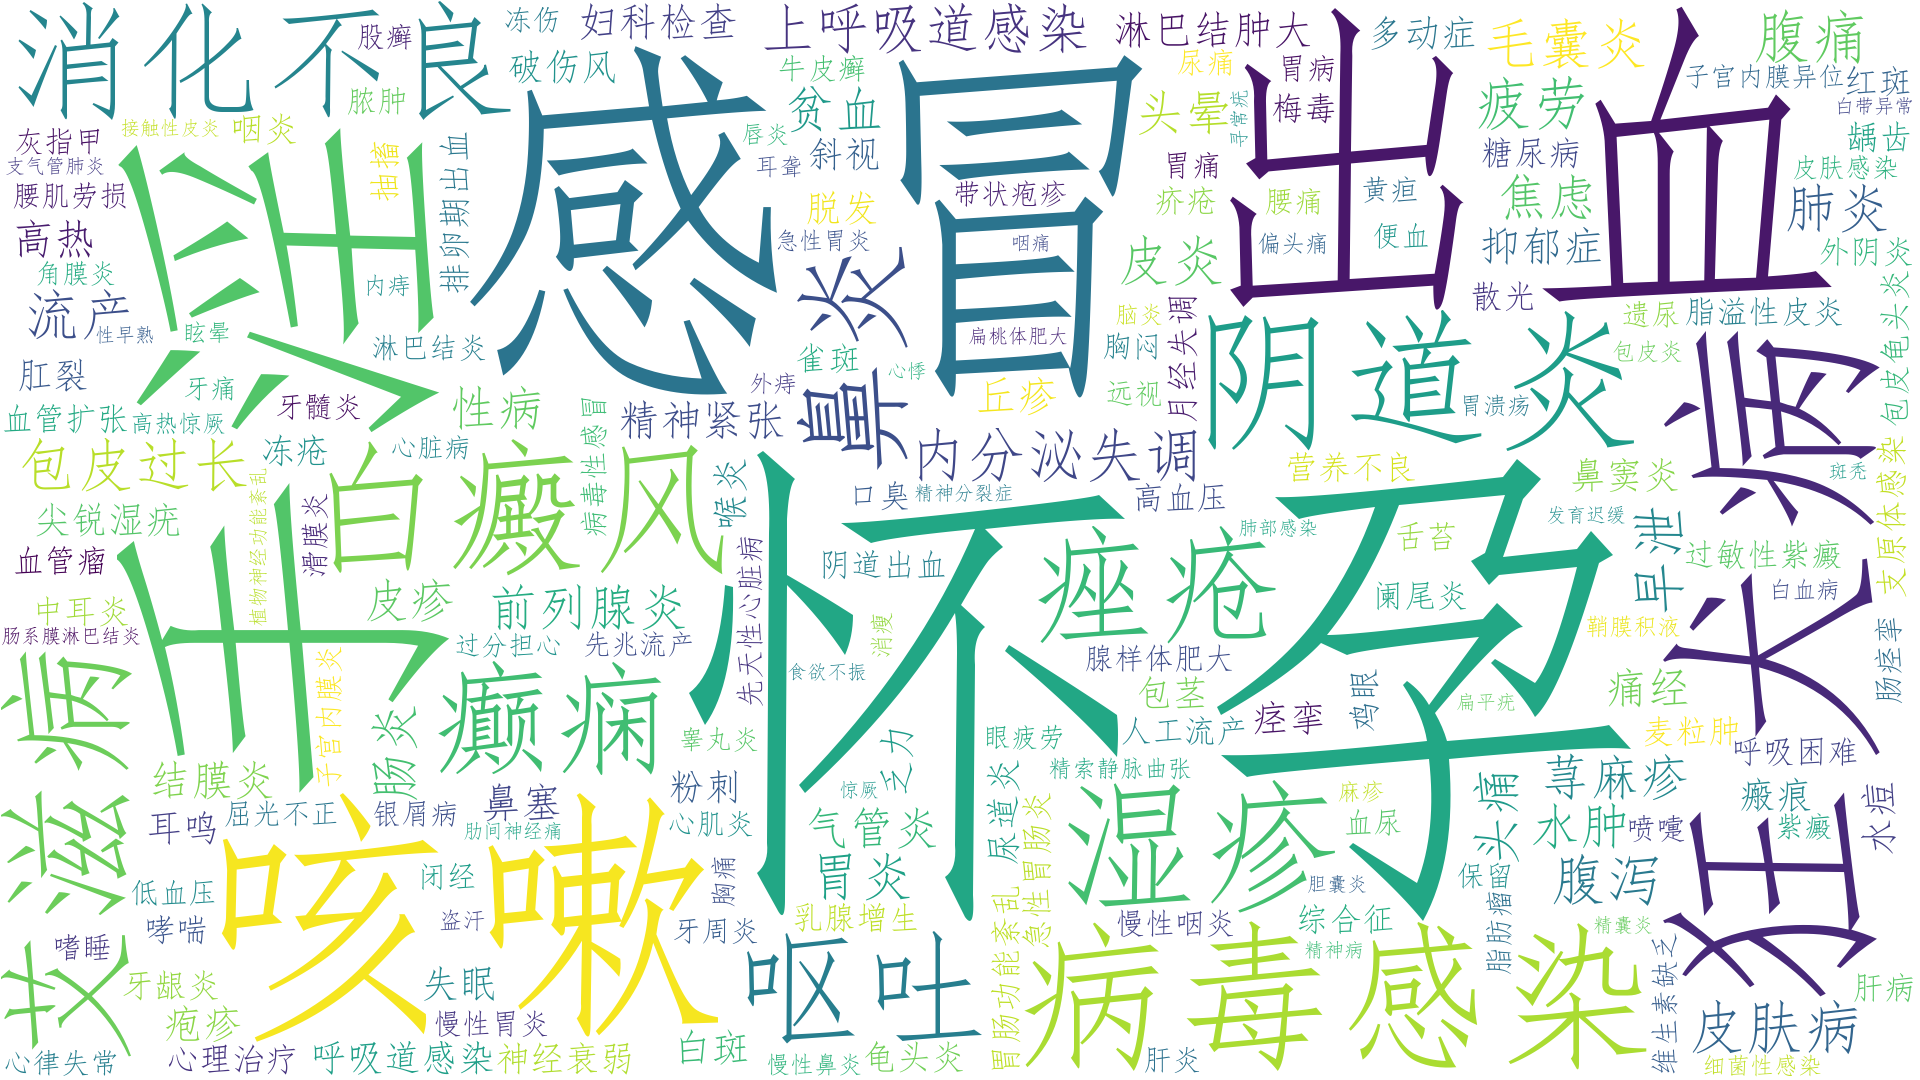 消化不良
股癣
冻伤
妇科检查
上呼吸道感染
淋巴结肿大
多动症
毛囊炎
腹痛
脓肿
破伤风
牛皮癣
尿痛
胃病
子宫内膜异位
红斑
白带异常
灰指甲
接触性皮炎
咽炎
感冒
贫血
唇炎
头晕
寻常疣
梅毒
出血
疲劳
龋齿
支气管肺炎
抽搐
排卵期出血
斜视
耳聋
胃痛
糖尿病
皮肤感染
腰肌劳损
手淫
脱发
带状疱疹
疥疮
腰痛
黄疸
焦虑
肺炎
高热
急性胃炎
咽痛
皮炎
偏头痛
便血
抑郁症
外阴炎
角膜炎
内痔
鼻炎
散光
流产
性早熟
眩晕
淋巴结炎
扁桃体肥大
脑炎
月经失调
阴道炎
遗尿
脂溢性皮炎
包皮龟头炎
肛裂
牙痛
雀斑
心悸
胸闷
包皮炎
狂犬病
外痔
远视
胃溃疡
血管扩张
高热惊厥
牙髓炎
性病
病毒性感冒
精神紧张
丘疹
包皮过长
冻疮
心脏病
白癜风
喉炎
内分泌失调
营养不良
鼻窦炎
支原体感染
斑秃
植物神经功能紊乱
口臭
精神分裂症
高血压
怀孕
尖锐湿疣
滑膜炎
肺部感染
舌苔
发育迟缓
早泄
血管瘤
先天性心脏病
阴道出血
痤疮
过敏性紫癜
中耳炎
皮疹
前列腺炎
阑尾炎
白血病
肠系膜淋巴结炎
过分担心
先兆流产
消瘦
鞘膜积液
肠痉挛
艾滋病
子宫内膜炎
肠炎
癫痫
食欲不振
腺样体肥大
包茎
鸡眼
扁平疣
痛经
睾丸炎
乏力
眼疲劳
人工流产
痉挛
麦粒肿
呼吸困难
结膜炎
粉刺
惊厥
尿道炎
精索静脉曲张
头痛
荨麻疹
瘢痕
水痘
耳鸣
屈光不正
银屑病
鼻塞
肋间神经痛
心肌炎
气管炎
急性胃肠炎
湿疹
麻疹
血尿
水肿
喷嚏
紫癜
咳嗽
低血压
闭经
胸痛
胃炎
胆囊炎
保留
腹泻
哮喘
盗汗
牙周炎
乳腺增生
胃肠功能紊乱
慢性咽炎
综合征
脂肪瘤
精囊炎
嗜睡
呕吐
精神病
维生素缺乏
牙龈炎
失眠
病毒感染
肝病
疱疹
慢性胃炎
皮肤病
心律失常
心理治疗
呼吸道感染
神经衰弱
白斑
慢性鼻炎
龟头炎
肝炎
细菌性感染